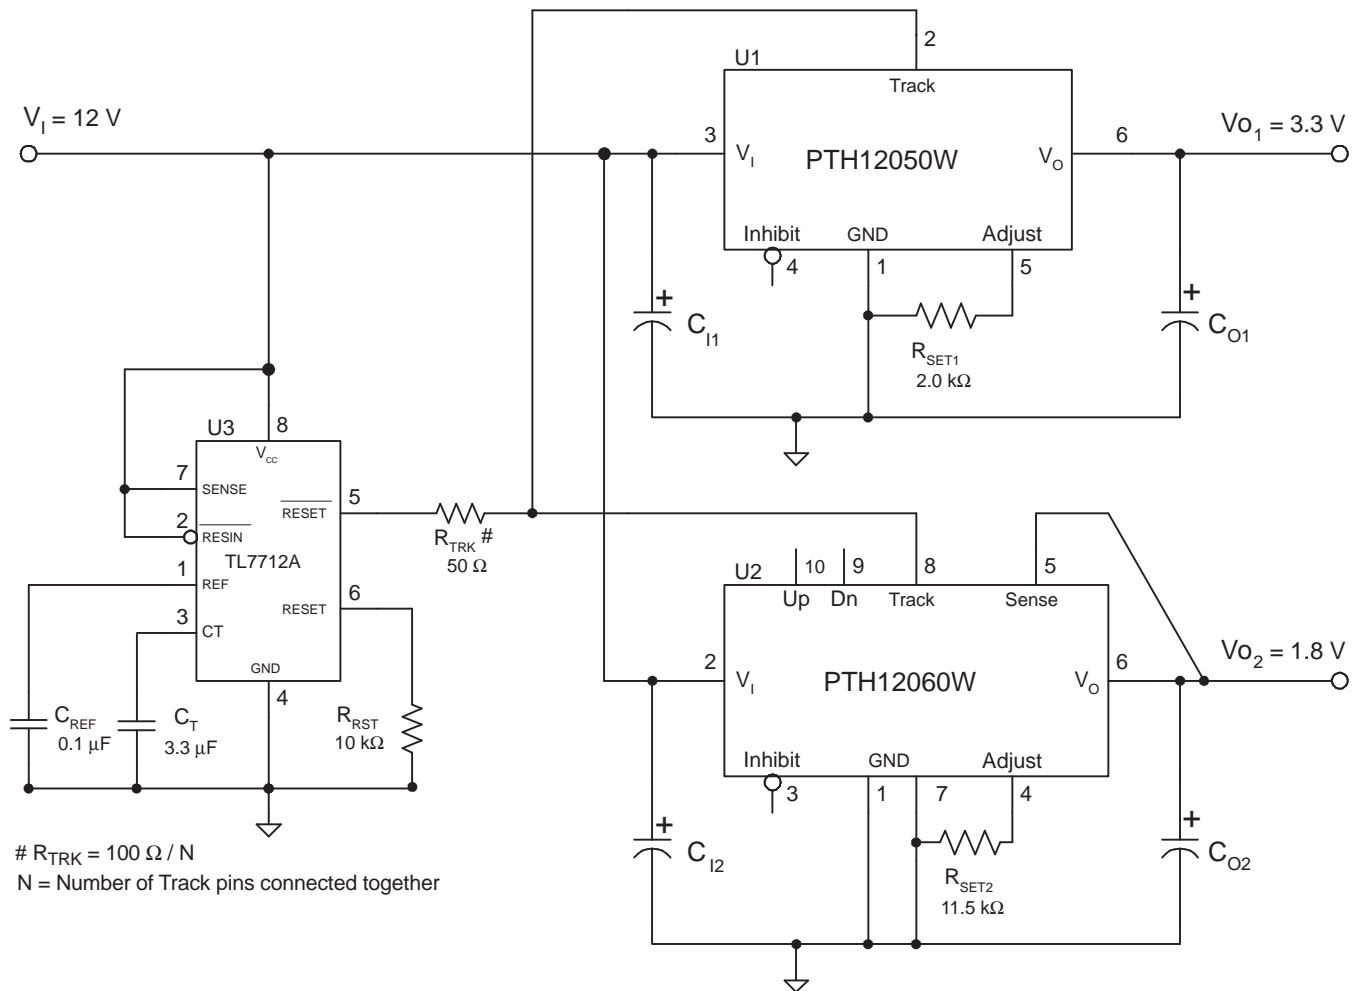 V_I = 12 V
U1
2
Track
3
V_I
PTH12050W
V_O
6
Vo_1 = 3.3 V
Inhibit
GND
Adjust
4
1
5
+
C_I1
R_SET1
2.0 kΩ
+
C_O1
U3
8
V_CC
7
SENSE
2
RESIN
TL7712A
1
REF
3
CT
GND
4
RESET
5
RESET
6
R_TRK #
50 Ω
C_REF
0.1 μF
C_T
3.3 μF
R_RST
10 kΩ
U2
10
9
8
5
Up
Dn
Track
Sense
2
V_I
PTH12060W
V_O
6
Vo_2 = 1.8 V
Inhibit
GND
Adjust
3
1
7
4
+
C_I2
R_SET2
11.5 kΩ
+
C_O2
# R_TRK = 100 Ω / N
N = Number of Track pins connected together